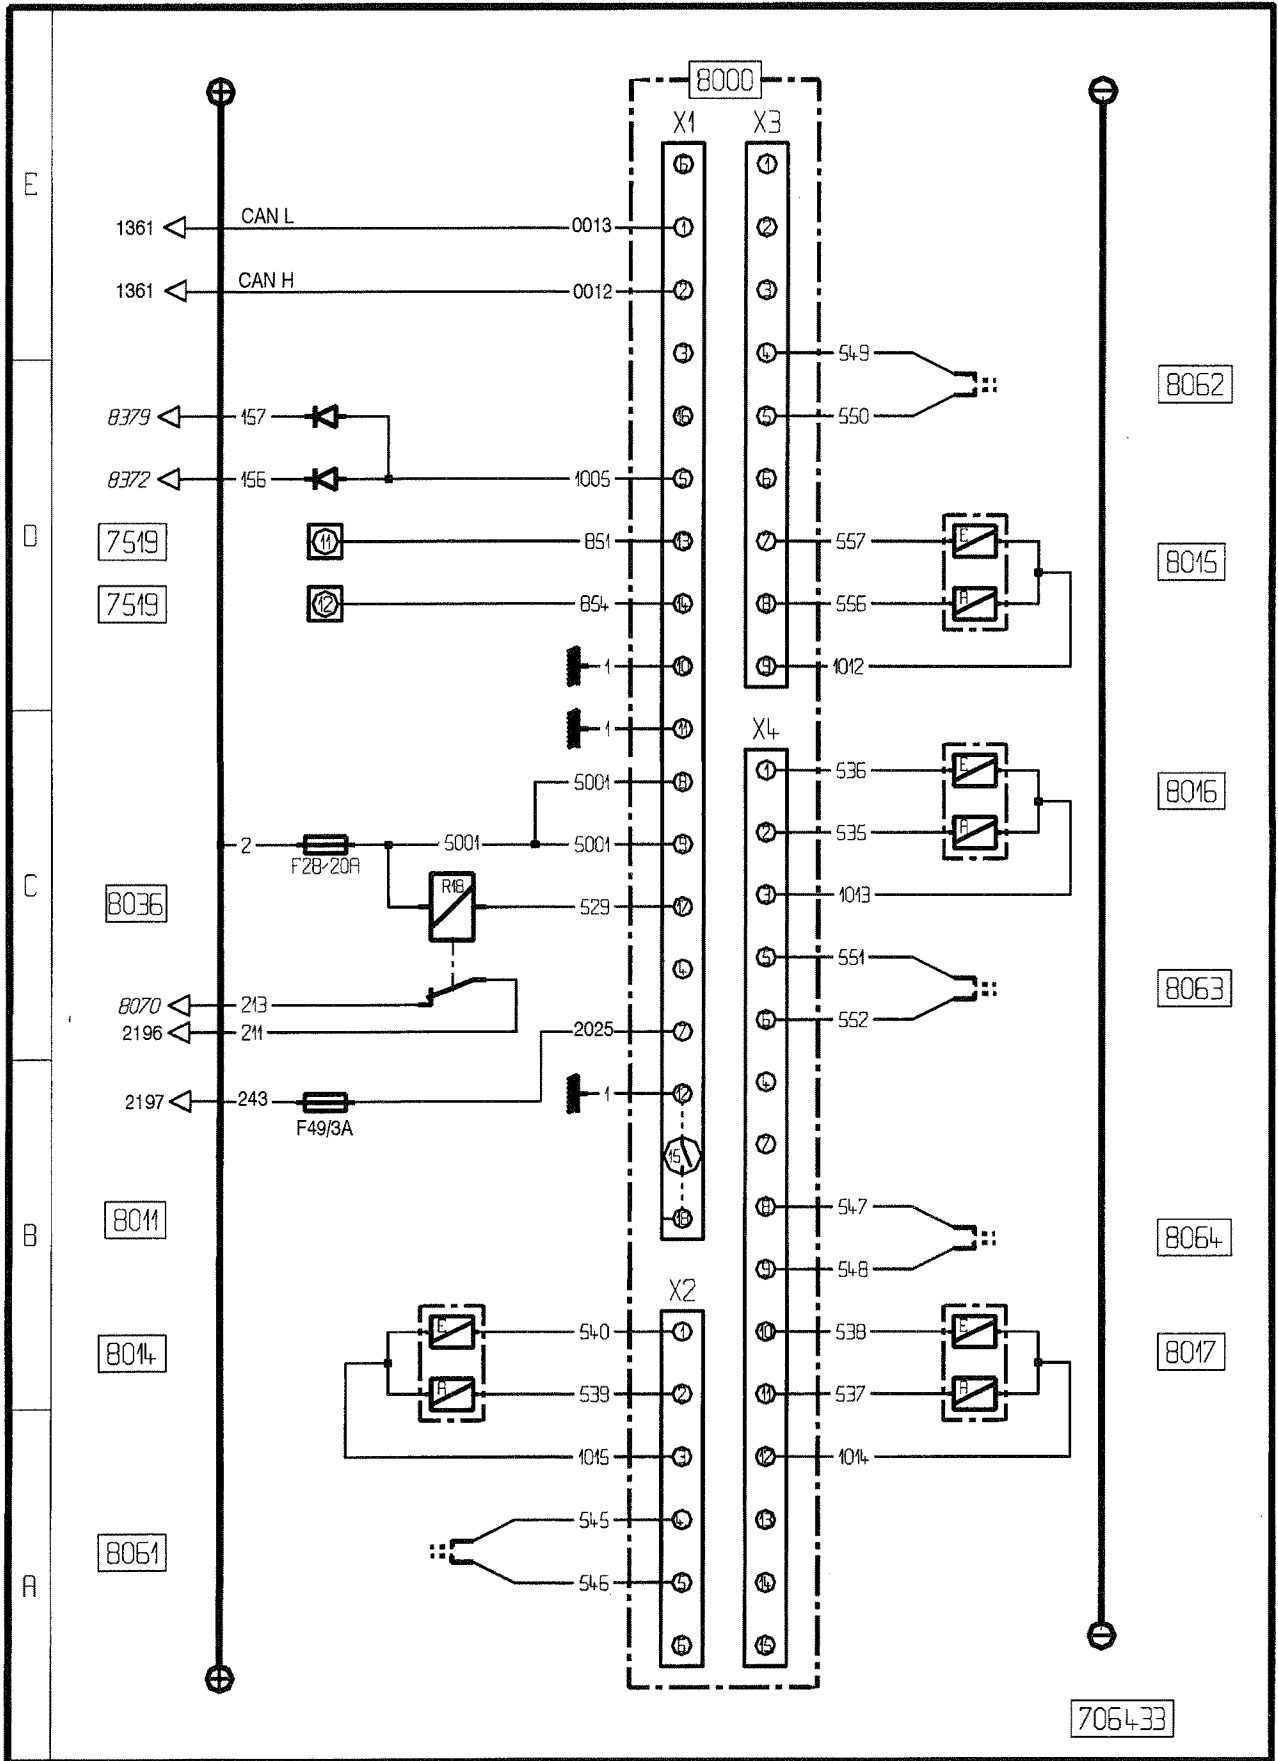 8000
X1 X3
6 1
E
1361 CAN L 0013 1 2
1361 CAN H 0012 2 3
3 4 549
8062
8379 157 16 5 550
8372 156 1005 5 6
D 7519 11 851 13 7 557 E
8015
7519 12 854 14 8 556 A
1 10 9 1012
1 11 X4
5001 8 1 536 E
8016
2 F28-20A 5001 5001 9 2 535 A
C 8036 R18 529 17 3 1013
4 5 551
8063
8070 213
2196 211 2025 7 6 552
2197 243 F49/3A 1 12 4
15 7
8011 18 8 547
B 8064
9 548
X2
E 540 1 10 538 E
8014 8017
A 539 2 11 537 A
1015 3 12 1014
545 4 13
8061
A 546 5 14
6 15
706433